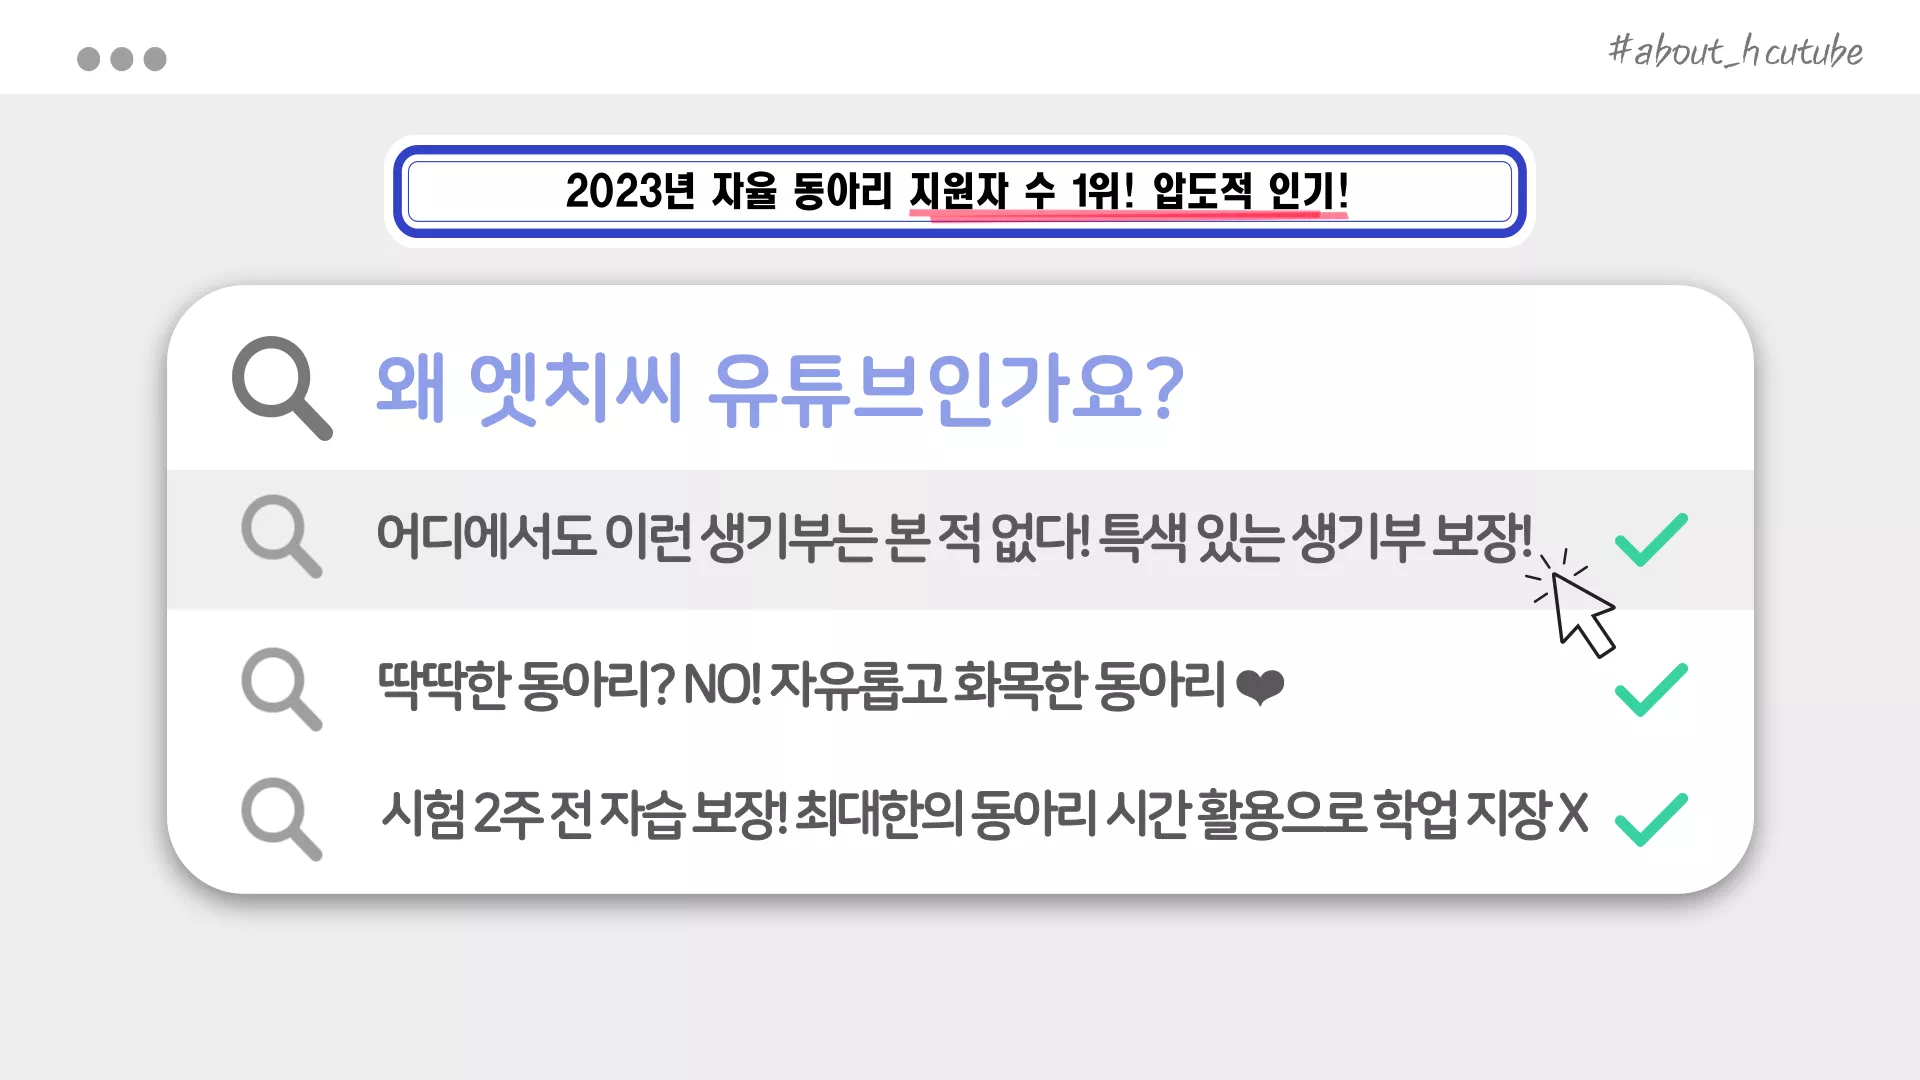 #about_hcutube
2023년 자율 동아리 지원자 수 1위! 압도적 인기!
왜 엣치씨 유튜브인가요?
어디에서도 이런 생기부는 본 적 없다! 특색 있는 생기부 보장!
딱딱한 동아리? NO! 자유롭고 화목한 동아리 ❤
시험 2주 전 자습 보장! 최대한의 동아리 시간 활용으로 학업 지장 X